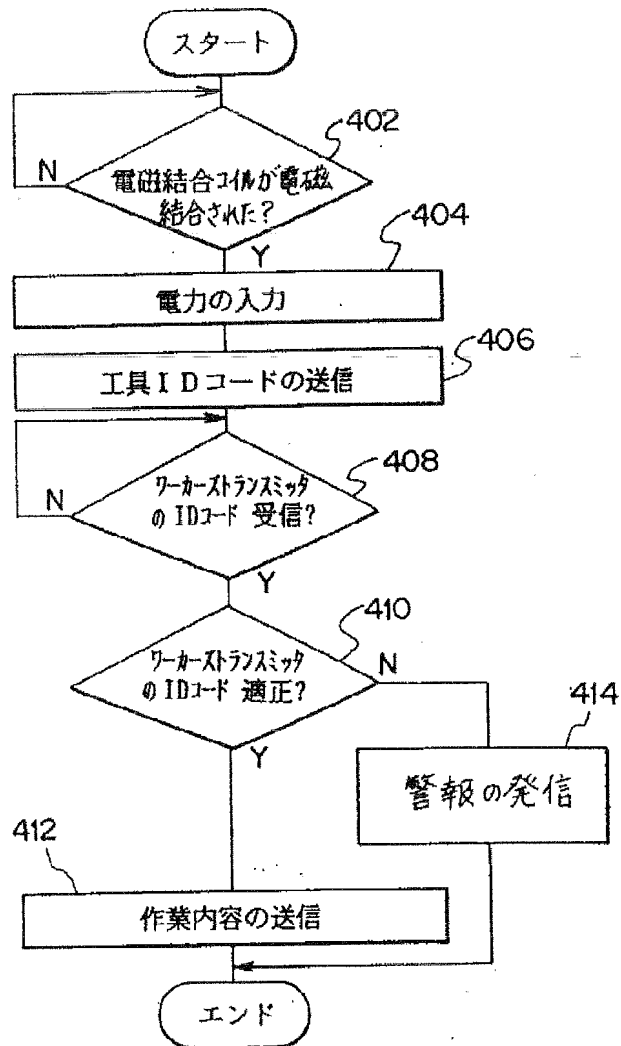 スタート
402
N
電磁結合コイルが電磁
結合された?
Y
404
電力の入力
406
工具IDコードの送信
408
N
ワーカーズトランスミッタ
のIDコード 受信?
Y
410
ワーカーズトランスミッタ
のIDコード 適正?
N
Y
414
警報の発信
412
作業内容の送信
エンド